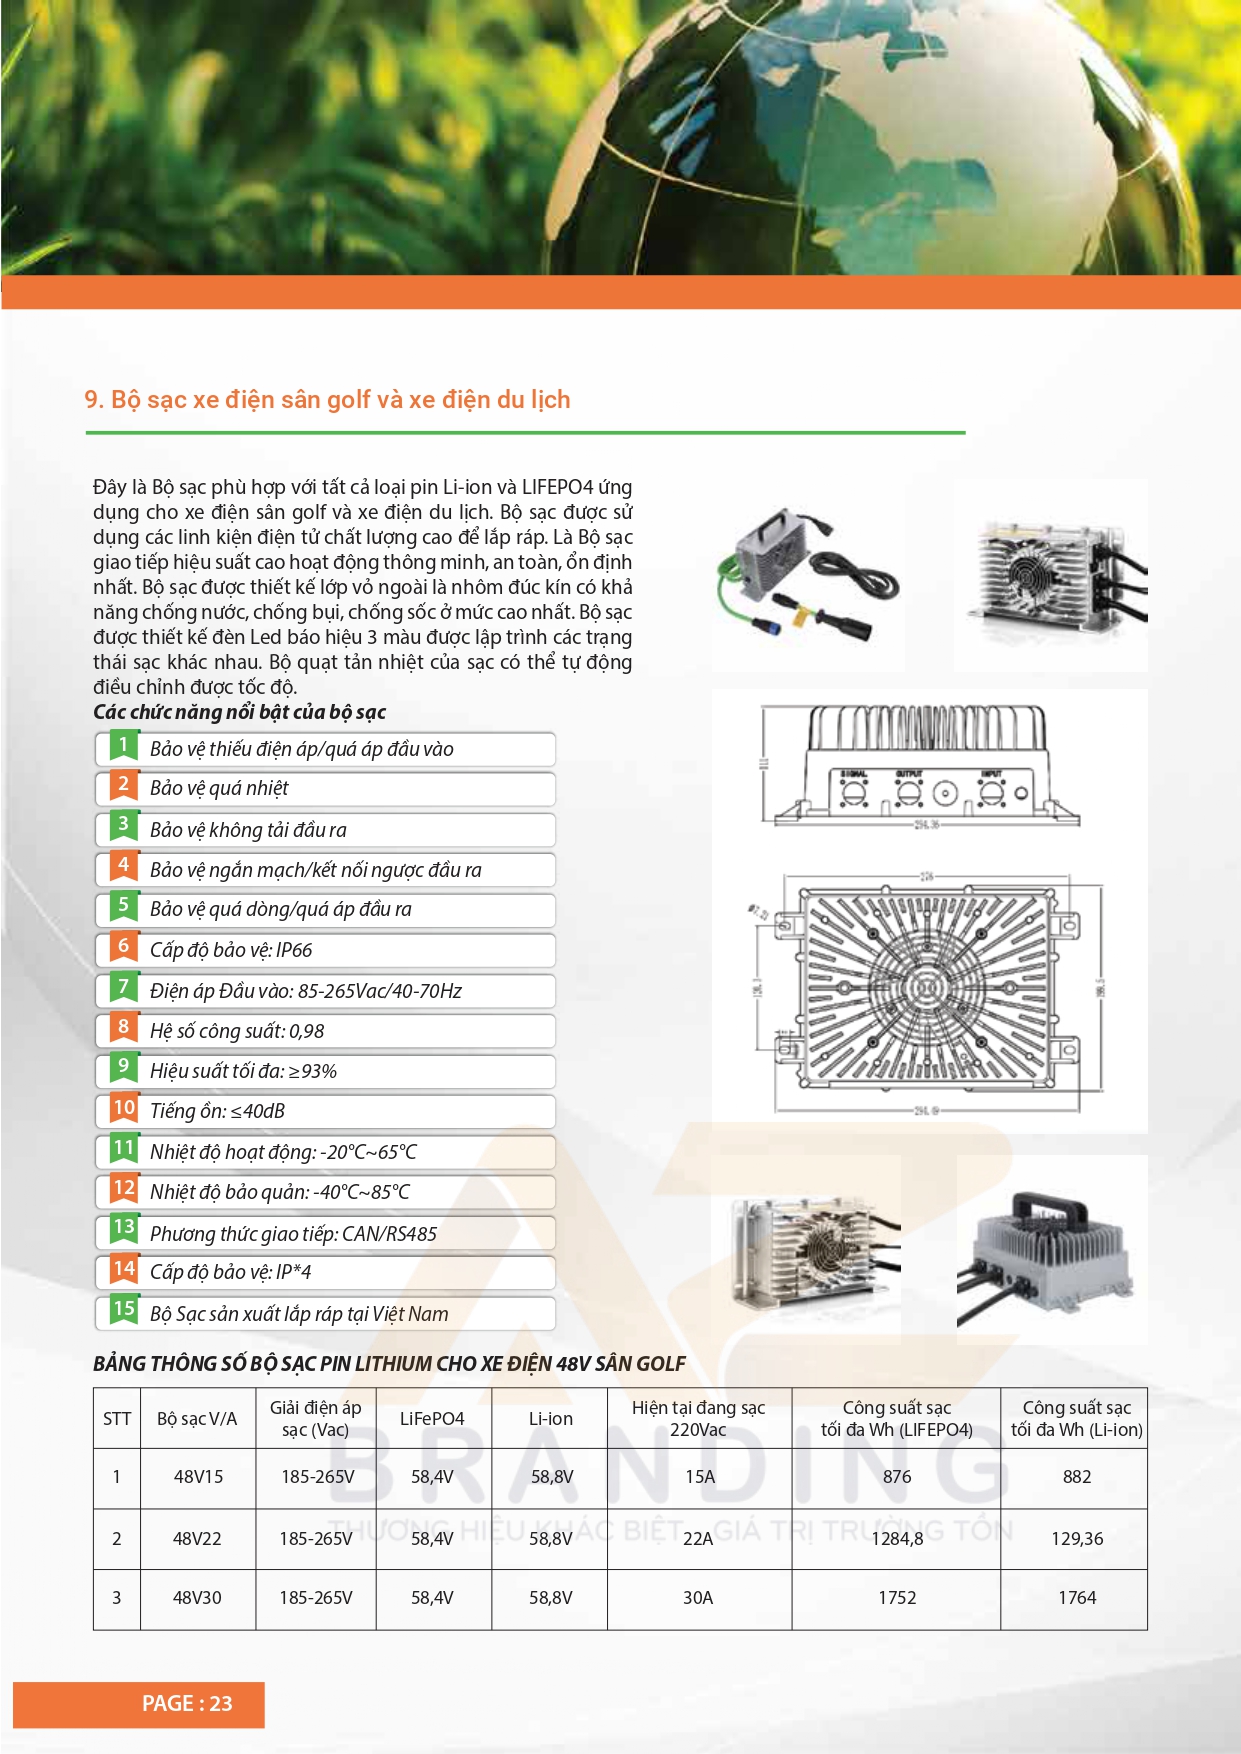 9. Bộ sạc xe điện sân golf và xe điện du lịch
Đây là Bộ sạc phù hợp với tất cả loại pin Li-ion và LIFEPO4 ứng
dụng cho xe điện sân golf và xe điện du lịch. Bộ sạc được sử
dụng các linh kiện điện tử chất lượng cao để lắp ráp. Là Bộ sạc
giao tiếp hiệu suất cao hoạt động thông minh, an toàn, ổn định
nhất. Bộ sạc được thiết kế lớp vỏ ngoài là nhôm đúc kín có khả
năng chống nước, chống bụi, chống sốc ở mức cao nhất. Bộ sạc
được thiết kế đèn Led báo hiệu 3 màu được lập trình các trạng
thái sạc khác nhau. Bộ quạt tản nhiệt của sạc có thể tự động
điều chỉnh được tốc độ.
Các chức năng nổi bật của bộ sạc
1 Bảo vệ thiếu điện áp/quá áp đầu vào
2 Bảo vệ quá nhiệt
3 Bảo vệ không tải đầu ra
4 Bảo vệ ngắn mạch/kết nối ngược đầu ra
5 Bảo vệ quá dòng/quá áp đầu ra
6 Cấp độ bảo vệ: IP66
7 Điện áp Đầu vào: 85-265Vac/40-70Hz
8 Hệ số công suất: 0,98
9 Hiệu suất tối đa: ≥93%
10 Tiếng ồn: ≤40dB
11 Nhiệt độ hoạt động: -20°C~65°C
12 Nhiệt độ bảo quản: -40°C~85°C
13 Phương thức giao tiếp: CAN/RS485
14 Cấp độ bảo vệ: IP*4
15 Bộ Sạc sản xuất lắp ráp tại Việt Nam
111
SIGNAL OUTPUT INPUT
294.36
276
294.49
BẢNG THÔNG SỐ BỘ SẠC PIN LITHIUM CHO XE ĐIỆN 48V SÂN GOLF
STT Bộ sạc V/A Giải điện áp sạc (Vac) LiFePO4 Li-ion Hiện tại đang sạc 220Vac Công suất sạc tối đa Wh (LIFEPO4) Công suất sạc tối đa Wh (Li-ion)
1 48V15 185-265V 58,4V 58,8V 15A 876 882
2 48V22 185-265V 58,4V 58,8V 22A 1284,8 129,36
3 48V30 185-265V 58,4V 58,8V 30A 1752 1764
AZ
BRANDING
THƯƠNG HIỆU KHÁC BIỆT - GIÁ TRỊ TRƯỜNG TỒN
PAGE : 23